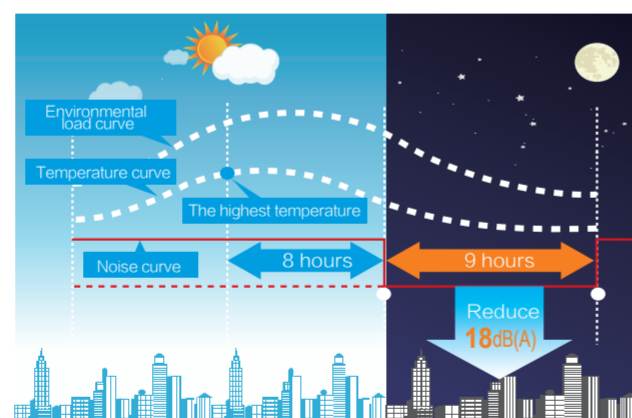 Environmental
load curve
Temperature curve
The highest temperature
Noise curve
8 hours
9 hours
Reduce
18dB(A)